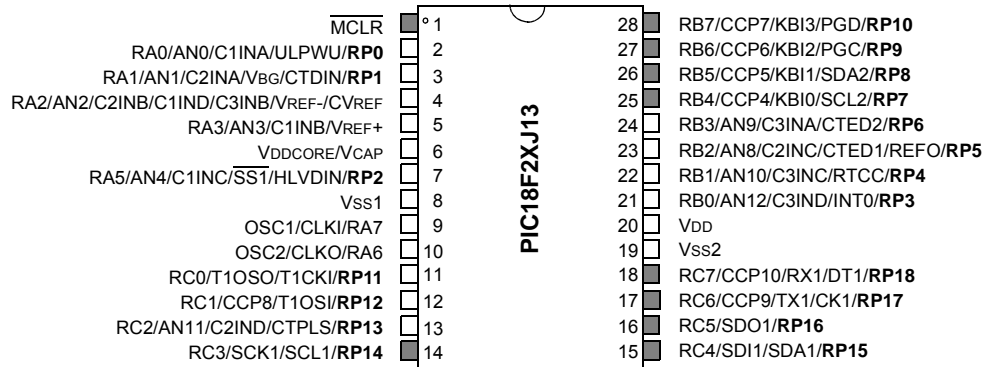 MCLR 1 28 RB7/CCP7/KBI3/PGD/RP10
RA0/AN0/C1INA/ULPWU/RP0 2 27 RB6/CCP6/KBI2/PGC/RP9
RA1/AN1/C2INA/VBG/CTDIN/RP1 3 26 RB5/CCP5/KBI1/SDA2/RP8
RA2/AN2/C2INB/C1IND/C3INB/VREF-/CVREF 4 25 RB4/CCP4/KBI0/SCL2/RP7
RA3/AN3/C1INB/VREF+ 5 24 RB3/AN9/C3INA/CTED2/RP6
VDDCORE/VCAP 6 23 RB2/AN8/C2INC/CTED1/REFO/RP5
RA5/AN4/C1INC/SS1/HLVDIN/RP2 7 22 RB1/AN10/C3INC/RTCC/RP4
VSS1 8 21 RB0/AN12/C3IND/INT0/RP3
OSC1/CLKI/RA7 9 20 VDD
OSC2/CLKO/RA6 10 19 VSS2
RC0/T1OSO/T1CKI/RP11 11 18 RC7/CCP10/RX1/DT1/RP18
RC1/CCP8/T1OSI/RP12 12 17 RC6/CCP9/TX1/CK1/RP17
RC2/AN11/C2IND/CTPLS/RP13 13 16 RC5/SDO1/RP16
RC3/SCK1/SCL1/RP14 14 15 RC4/SDI1/SDA1/RP15
PIC18F2XJ13